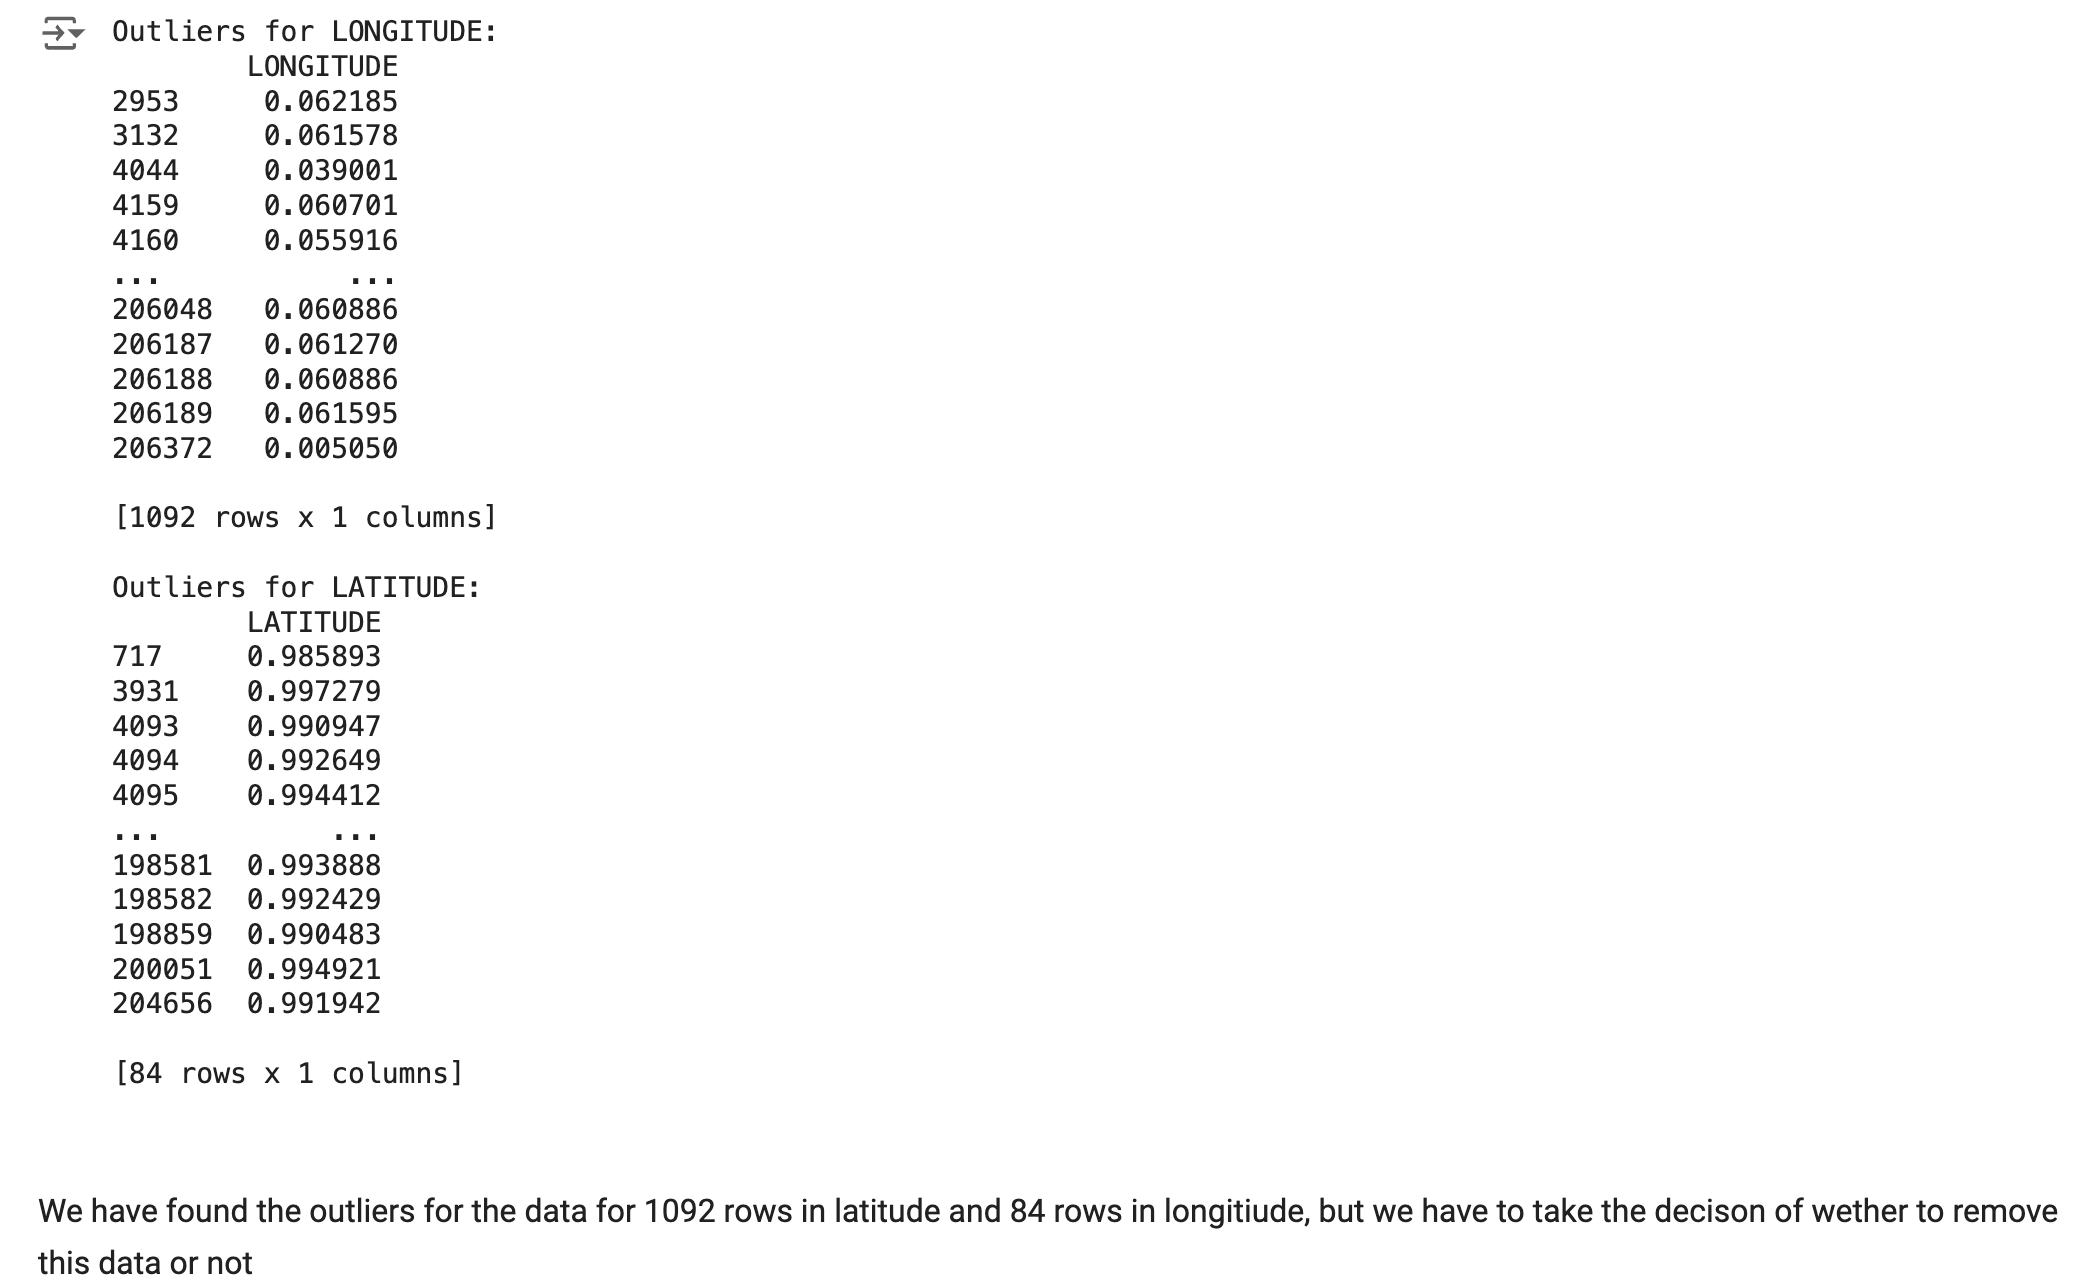 Outliers for LONGITUDE:
LONGITUDE
2953 0.062185
3132 0.061578
4044 0.039001
4159 0.060701
4160 0.055916
... ...
206048 0.060886
206187 0.061270
206188 0.060886
206189 0.061595
206372 0.005050
[1092 rows x 1 columns]
Outliers for LATITUDE:
LATITUDE
717 0.985893
3931 0.997279
4093 0.990947
4094 0.992649
4095 0.994412
... ...
198581 0.993888
198582 0.992429
198859 0.990483
200051 0.994921
204656 0.991942
[84 rows x 1 columns]
We have found the outliers for the data for 1092 rows in latitude and 84 rows in longitiude, but we have to take the decison of wether to remove
this data or not